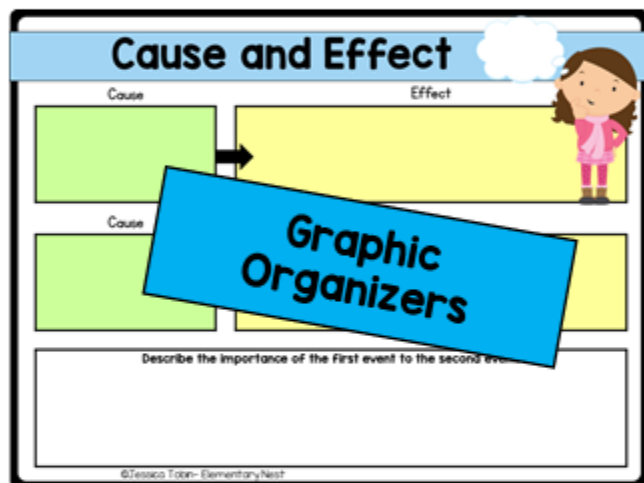 Cause and Effect
Cause Effect
Cause
Graphic
Organizers
Describe the importance of the first event to the second
©Jessica Tobin- Elementary Nest